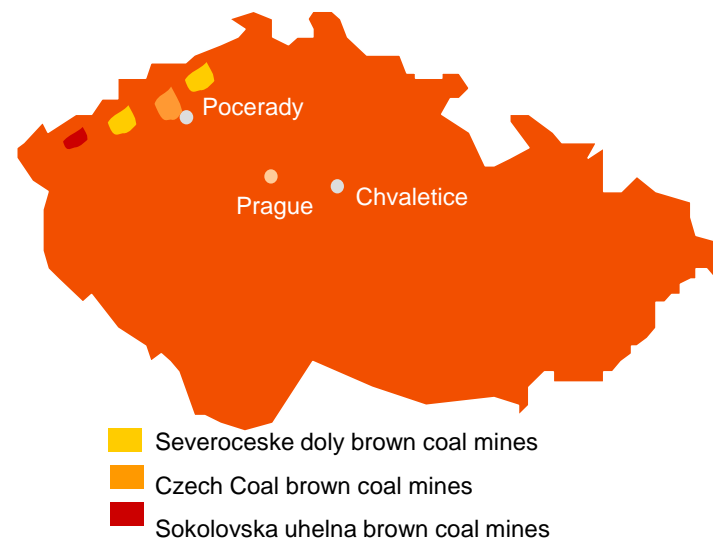 Pocerady
Prague
Chvaletice
Severoceske doly brown coal mines
Czech Coal brown coal mines
Sokolovska uhelna brown coal mines